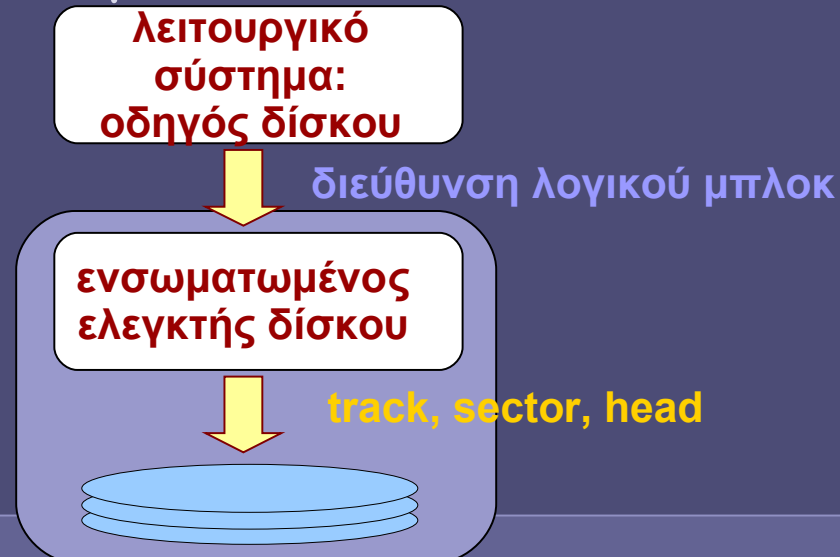 λειτουργικό
σύστημα:
οδηγός δίσκου
διεύθυνση λογικού μπλοκ
ενσωματωμένος
ελεγκτής δίσκου
track, sector, head